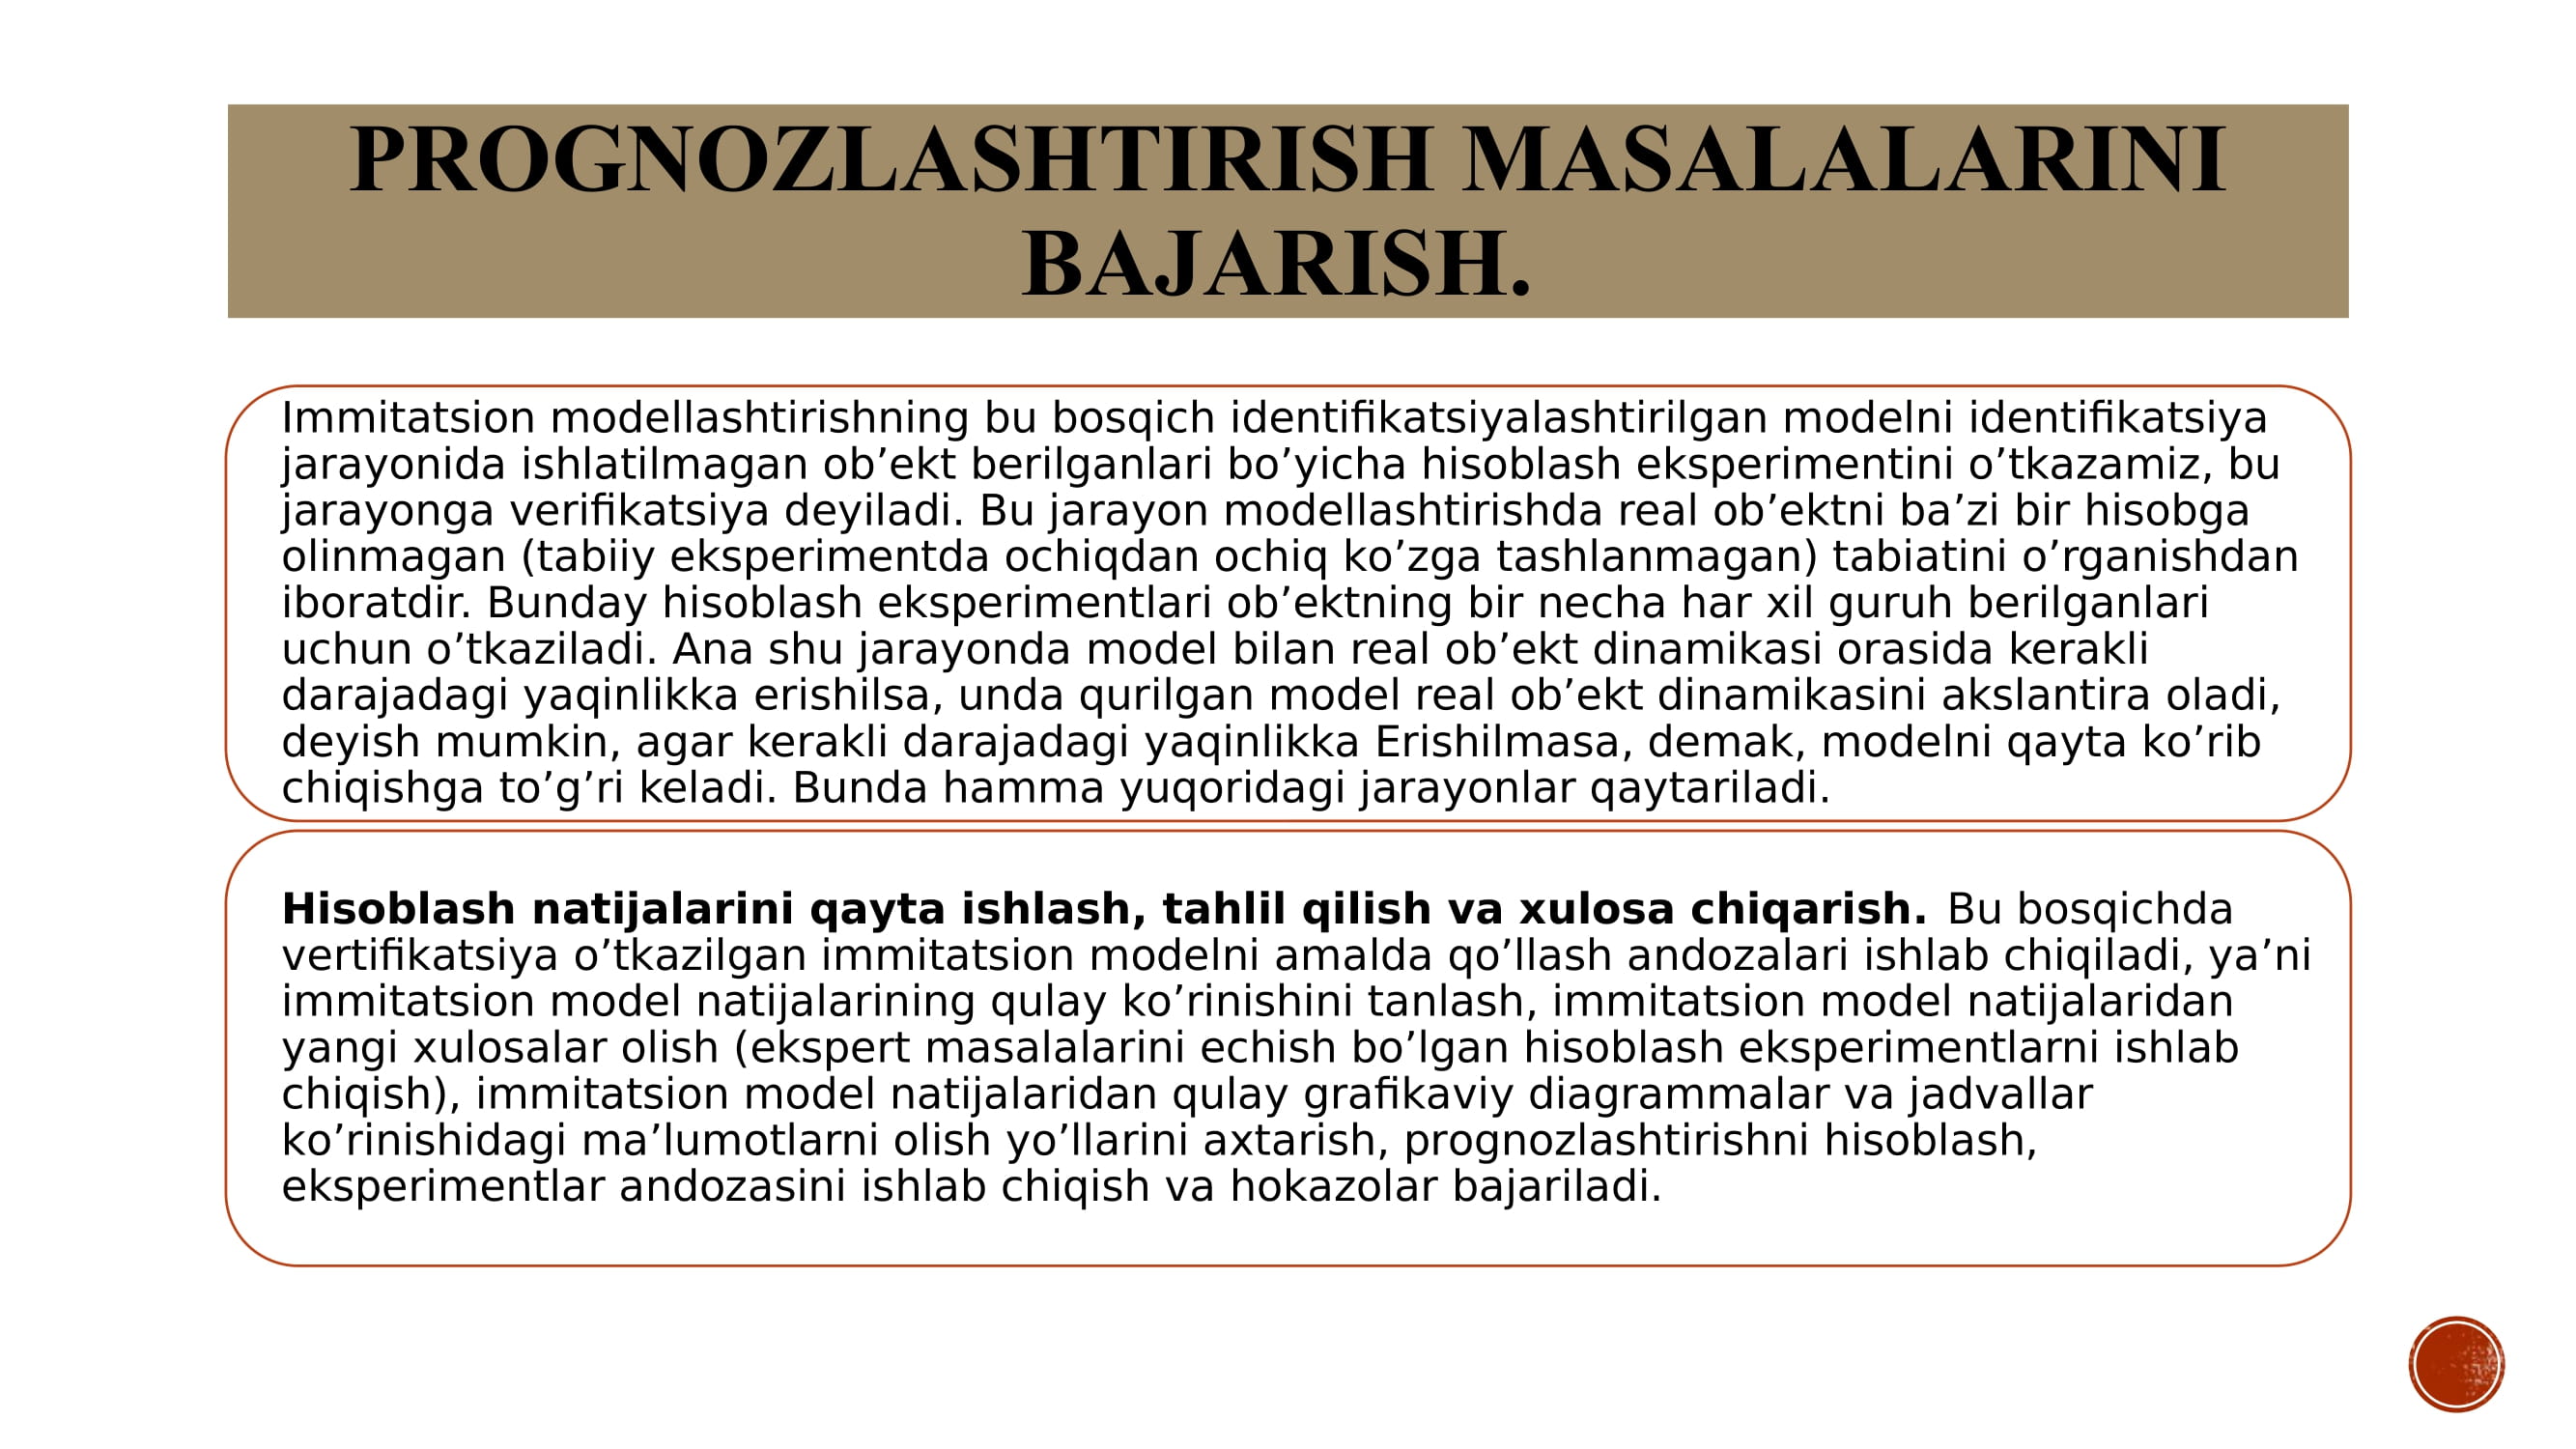 PROGNOZLASHTIRISH MASALALARINI
BAJARISH.
Immitatsion modellashtirishning bu bosqich identifikatsiyalashtirilgan modelni identifikatsiya
jarayonida ishlatilmagan ob’ekt berilganlari bo’yicha hisoblash eksperimentini o’tkazamiz, bu
jarayonga verifikatsiya deyiladi. Bu jarayon modellashtirishda real ob’ektni ba’zi bir hisobga
olinmagan (tabiiy eksperimentda ochiqdan ochiq ko’zga tashlanmagan) tabiatini o’rganishdan
iboratdir. Bunday hisoblash eksperimentlari ob’ektning bir necha har xil guruh berilganlari
uchun o’tkaziladi. Ana shu jarayonda model bilan real ob’ekt dinamikasi orasida kerakli
darajadagi yaqinlikka erishilsa, unda qurilgan model real ob’ekt dinamikasini akslantira oladi,
deyish mumkin, agar kerakli darajadagi yaqinlikka Erishilmasa, demak, modelni qayta ko’rib
chiqishga to’g’ri keladi. Bunda hamma yuqoridagi jarayonlar qaytariladi.
Hisoblash natijalarini qayta ishlash, tahlil qilish va xulosa chiqarish. Bu bosqichda
vertifikatsiya o’tkazilgan immitatsion modelni amalda qo’llash andozalari ishlab chiqiladi, ya’ni
immitatsion model natijalarining qulay ko’rinishini tanlash, immitatsion model natijalaridan
yangi xulosalar olish (ekspert masalalarini echish bo’lgan hisoblash eksperimentlarni ishlab
chiqish), immitatsion model natijalaridan qulay grafikaviy diagrammalar va jadvallar
ko’rinishidagi ma’lumotlarni olish yo’llarini axtarish, prognozlashtirishni hisoblash,
eksperimentlar andozasini ishlab chiqish va hokazolar bajariladi.